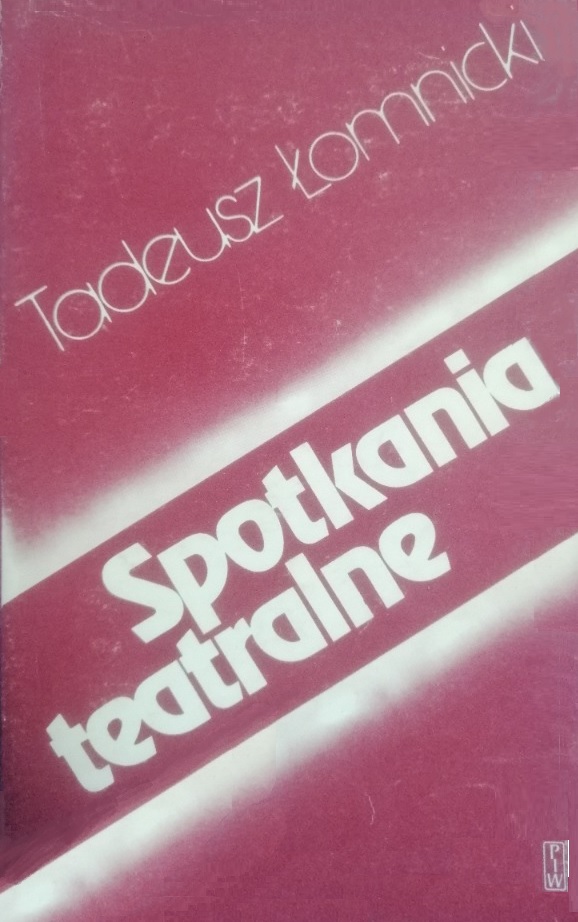 Tadeusz Łomnicki
Spotkania
teatralne
PIW